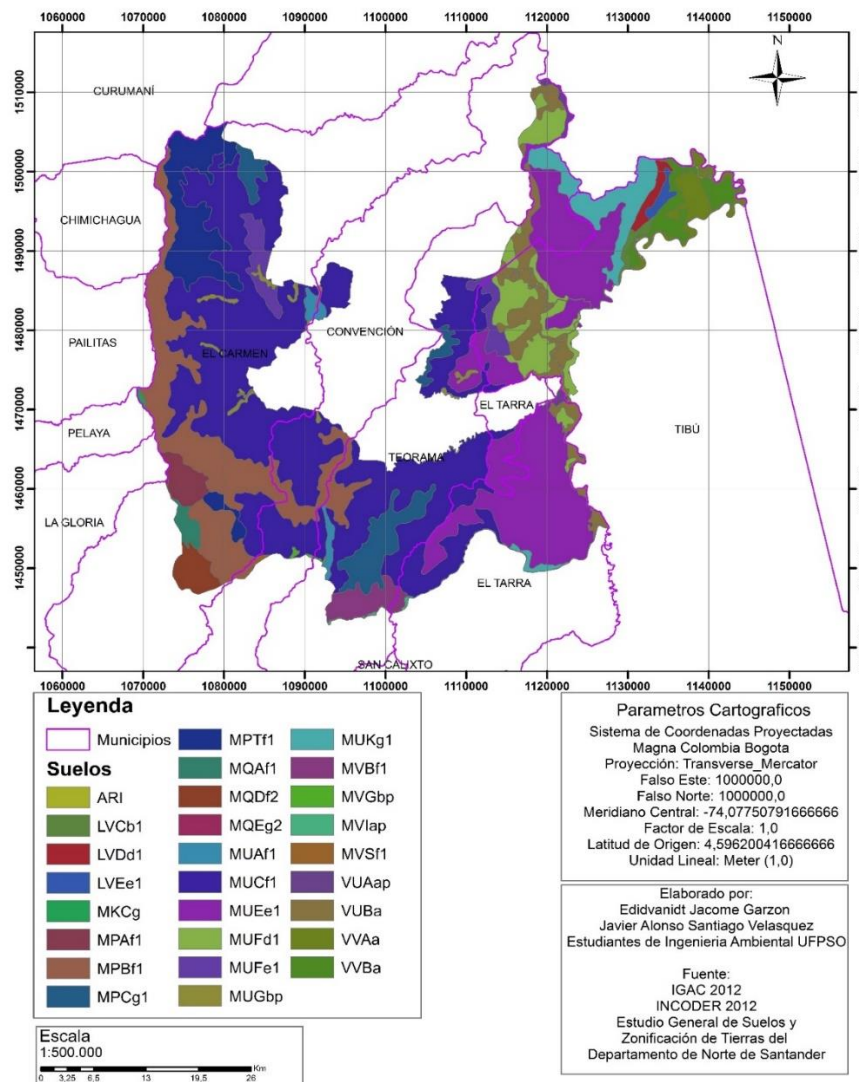 1060000 1070000 1080000 1090000 1100000 1110000 1120000 1130000 1140000 1150000
N
CURUMANÍ
1510000
1500000
CHIMICHAGUA
1490000
1480000
CONVENCIÓN
PAILITAS
EL CARMEN
1470000
EL TARRA
PELAYA
TIBÚ
TEORAMA
1460000
LA GLORIA
1450000
EL TARRA
SAN CALIXTO
1060000 1070000 1080000 1090000 1100000 1110000 1120000 1130000 1140000 1150000
Leyenda
Municipios
Suelos
ARI
LVCb1
LVDd1
LVEe1
MKCg
MPAf1
MPBf1
MPCg1
MPTf1
MQAf1
MQDf2
MQEg2
MUAf1
MUCf1
MUEe1
MUFd1
MUFe1
MUGbp
MUKg1
MVBf1
MVGbp
MVIap
MVSf1
VUAap
VUBa
VVAa
VVBa
Parametros Cartograficos
Sistema de Coordenadas Proyectadas
Magna Colombia Bogota
Proyección: Transverse_Mercator
Falso Este: 1000000,0
Falso Norte: 1000000,0
Meridiano Central: -74,07750791666666
Factor de Escala: 1,0
Latitud de Origen: 4,596200416666666
Unidad Lineal: Meter (1,0)
Elaborado por:
Edidvanidt Jacome Garzon
Javier Alonso Santiago Velasquez
Estudiantes de Ingenieria Ambiental UFPSO
Fuente:
IGAC 2012
INCODER 2012
Estudio General de Suelos y
Zonificación de Tierras del
Departamento de Norte de Santander
Escala
1:500.000
Km
0 3,25 6,5 13 19,5 26